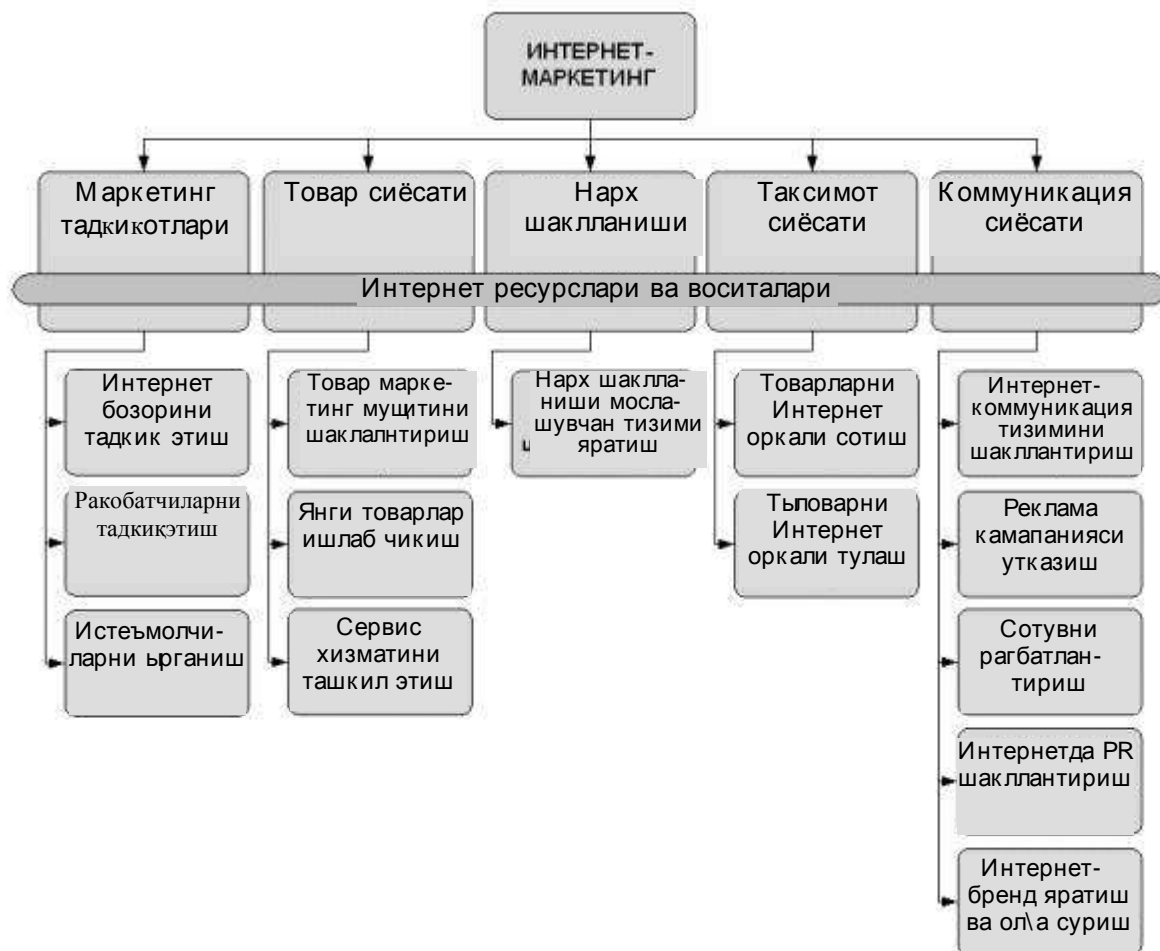 ИНТЕРНЕТ-
МАРКЕТИНГ
Маркетинг
тадкикотлари
Товар сиёсати
Нарх
шаклланиши
Таксимот
сиёсати
Коммуникация
сиёсати
Интернет ресурслари ва воситалари
Интернет
бозорини
тадкик этиш
Ракобатчиларни
тадкиқэтиш
Истеъмолчи-
ларни ырганиш
Товар марке-
тинг мущитини
шаклалнтириш
Янги товарлар
ишлаб чикиш
Сервис
хизматини
ташкил этиш
Нарх шаклла-
ниши мосла-
шувчан тизими
яратиш
Товарларни
Интернет
оркали сотиш
Тыловарни
Интернет
оркали тулаш
Интернет-
коммуникация
тизимини
шакллантириш
Реклама
камапанияси
утказиш
Сотувни
рагбатлан-
тириш
Интернетда PR
шакллантириш
Интернет-
бренд яратиш
ва ол\а суриш